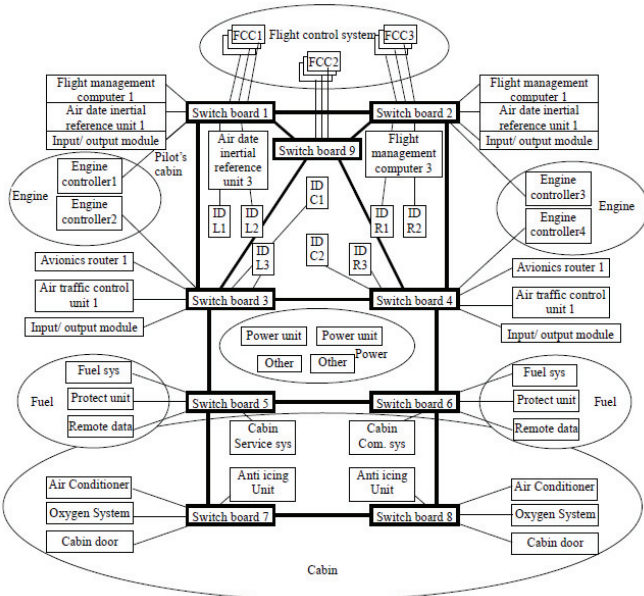 FCC1
Flight control system
FCC3
FCC2
Flight management
computer 1
Air date inertial
reference unit 1
Input/ output module
Switch board 1
Switch board 2
Flight management
computer 1
Air date inertial
reference unit 1
Input/ output module
Pilot's
cabin
Air date
inertial
reference
unit 3
Switch board 9
Flight
management
computer 3
Engine
Engine
controller1
Engine
controller2
Engine
controller3
Engine
controller4
Engine
ID
L1
ID
L2
ID
C1
ID
R1
ID
R2
ID
L3
ID
C2
ID
R3
Avionics router 1
Air traffic control
unit 1
Input/ output module
Switch board 3
Switch board 4
Avionics router 1
Air traffic control
unit 1
Input/ output module
Power unit
Power unit
Other
Other
Power
Fuel sys
Fuel
Protect unit
Remote data
Switch board 5
Switch board 6
Fuel sys
Protect unit
Fuel
Remote data
Cabin
Service sys
Cabin
Com. sys
Anti icing
Unit
Anti icing
Unit
Air Conditioner
Oxygen System
Cabin door
Switch board 7
Switch board 8
Air Conditioner
Oxygen System
Cabin door
Cabin